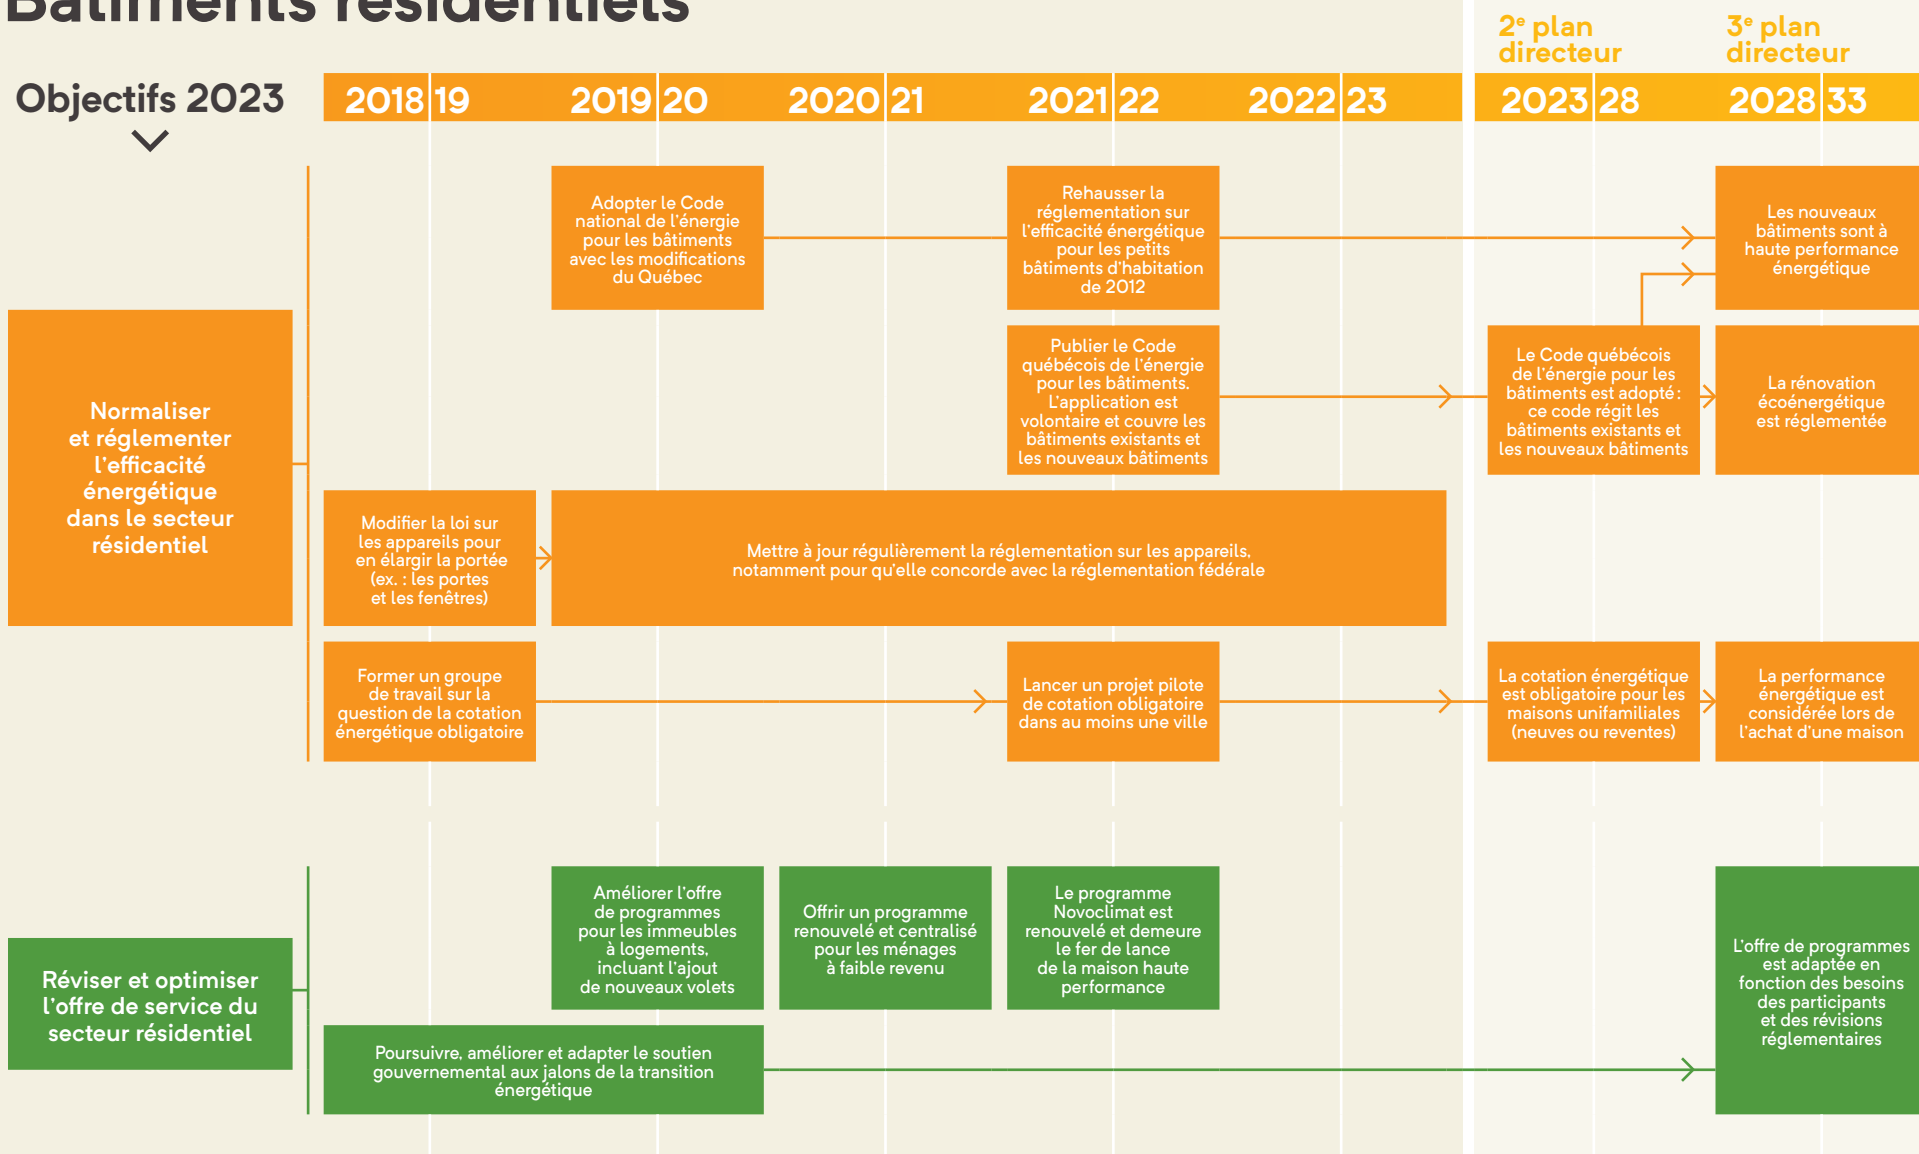 Bâtiments résidentiels
2e plan
directeur
3e plan
directeur
Objectifs 2023
2018 19
2019 20
2020 21
2021 22
2022 23
2023 28
2028 33
Normaliser
et réglementer
l'efficacité
énergétique
dans le secteur
résidentiel
Adopter le Code
national de l'énergie
pour les bâtiments
avec les modifications
du Québec
Rehausser la
réglementation sur
l'efficacité énergétique
pour les petits
bâtiments d'habitation
de 2012
Les nouveaux
bâtiments sont à
haute performance
énergétique
Publier le Code
québécois de l'énergie
pour les bâtiments.
L'application est
volontaire et couvre les
bâtiments existants et
les nouveaux bâtiments
Le Code québécois
de l'énergie pour les
bâtiments est adopté :
ce code régit les
bâtiments existants et
les nouveaux bâtiments
La rénovation
écoénergétique
est réglementée
Modifier la loi sur
les appareils pour
en élargir la portée
(ex. : les portes
et les fenêtres)
Mettre à jour régulièrement la réglementation sur les appareils,
notamment pour qu'elle concorde avec la réglementation fédérale
Former un groupe
de travail sur la
question de la cotation
énergétique obligatoire
Lancer un projet pilote
de cotation obligatoire
dans au moins une ville
La cotation énergétique
est obligatoire pour les
maisons unifamiliales
(neuves ou reventes)
La performance
énergétique est
considérée lors de
l'achat d'une maison
Réviser et optimiser
l'offre de service du
secteur résidentiel
Améliorer l'offre
de programmes
pour les immeubles
à logements,
incluant l'ajout
de nouveaux volets
Offrir un programme
renouvelé et centralisé
pour les ménages
à faible revenu
Le programme
Novoclimat est
renouvelé et demeure
le fer de lance
de la maison haute
performance
L'offre de programmes
est adaptée en
fonction des besoins
des participants
et des révisions
réglementaires
Poursuivre, améliorer et adapter le soutien
gouvernemental aux jalons de la transition
énergétique